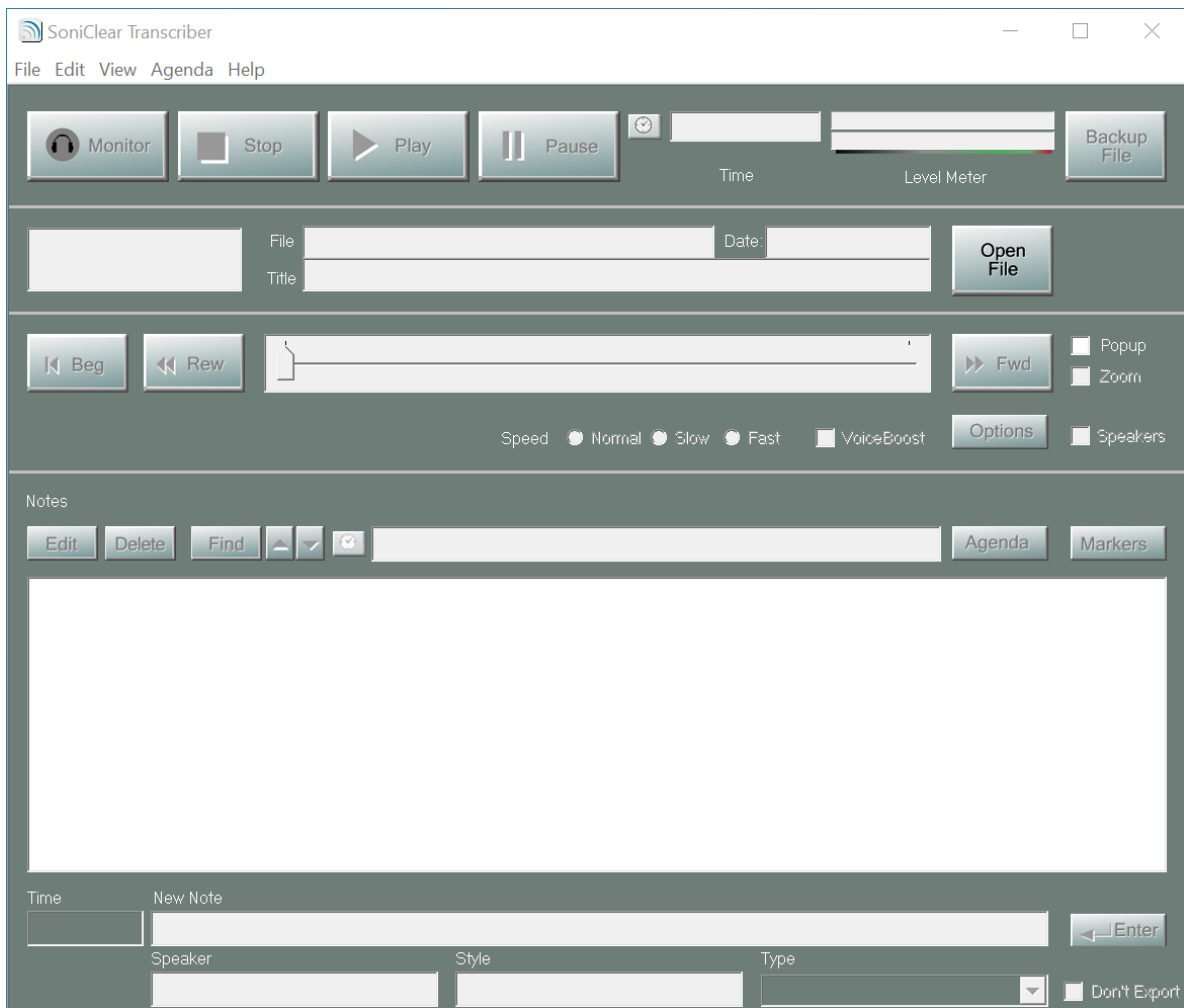 SoniClear Transcriber
File Edit View Agenda Help
Monitor Stop Play Pause
Time
Level Meter
Backup
File
File Date:
Title
Open
File
Beg Rew Fwd
Popup
Zoom
Speed Normal Slow Fast VoiceBoost Options Speakers
Notes
Edit Delete Find Agenda Markers
Time New Note
Enter
Speaker Style Type
Don't Export